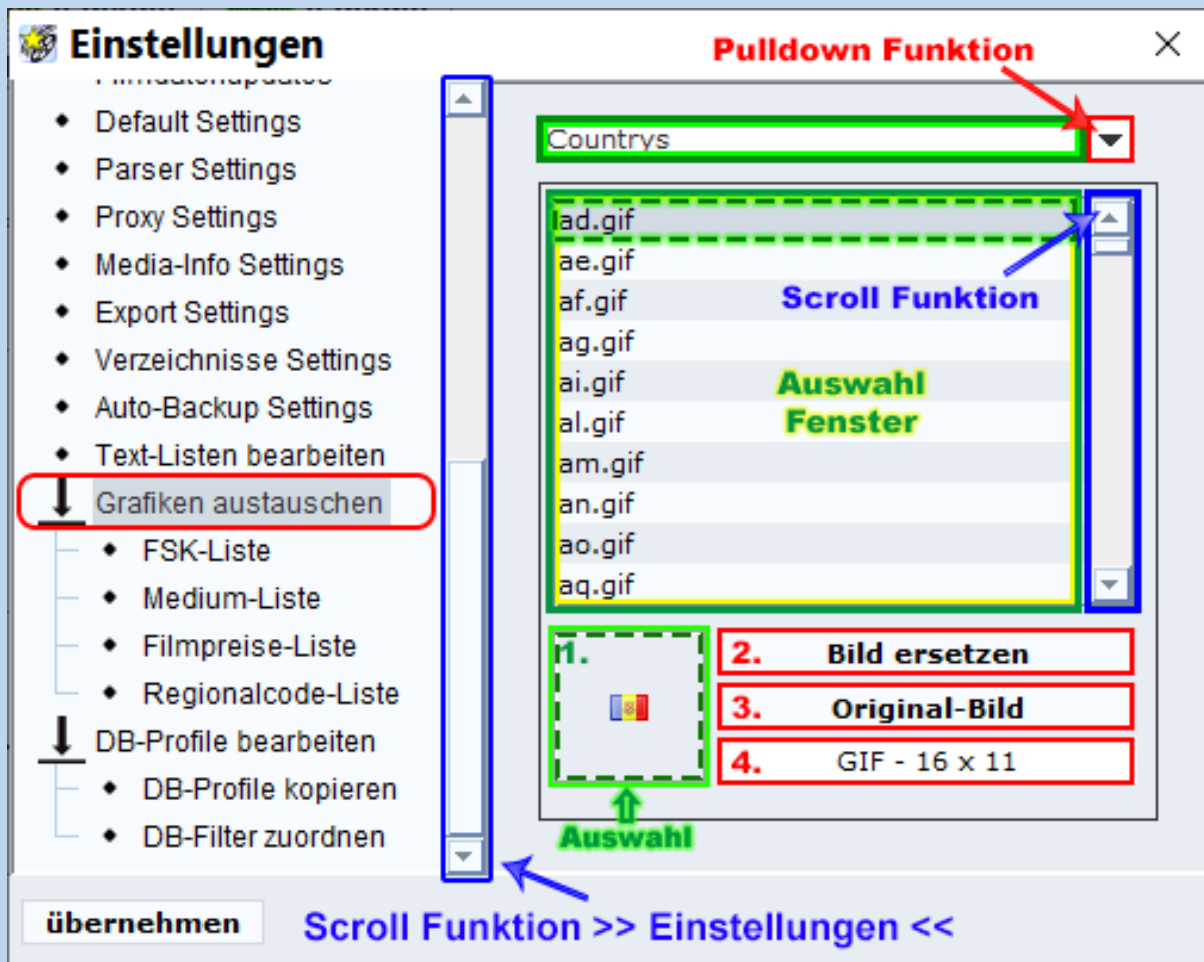 Einstellungen
Pulldown Funktion
Default Settings
Parser Settings
Proxy Settings
Media-Info Settings
Export Settings
Verzeichnisse Settings
Auto-Backup Settings
Text-Listen bearbeiten
Grafiken austauschen
FSK-Liste
Medium-Liste
Filmpreise-Liste
Regionalcode-Liste
DB-Profile bearbeiten
DB-Profile kopieren
DB-Filter zuordnen
Countrys
ad.gif
ae.gif
af.gif
ag.gif
ai.gif
al.gif
am.gif
an.gif
ao.gif
aq.gif
Scroll Funktion
Auswahl
Fenster
1.
2. Bild ersetzen
3. Original-Bild
4. GIF - 16 x 11
Auswahl
übernehmen
Scroll Funktion >> Einstellungen <<